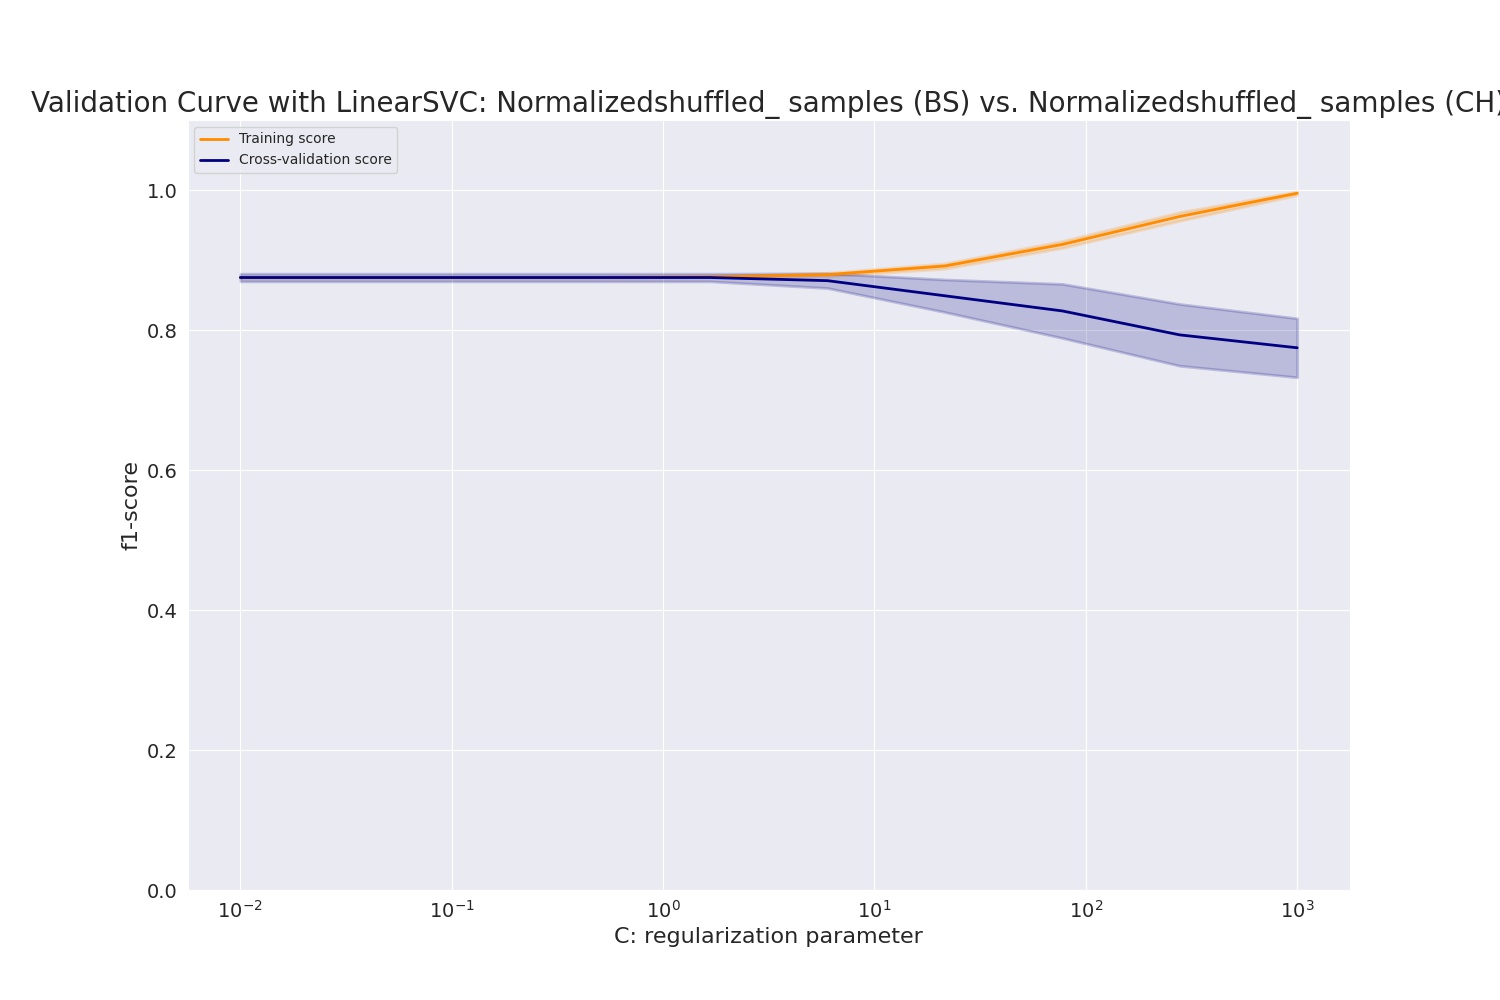 Validation Curve with LinearSVC: Normalizedshuffled_ samples (BS) vs. Normalizedshuffled_ samples (CH)
Training score
Cross-validation score
1.0
0.8
0.6
0.4
0.2
0.0
f1-score
10⁻² 10⁻¹ 10⁰ 10¹ 10² 10³
C: regularization parameter